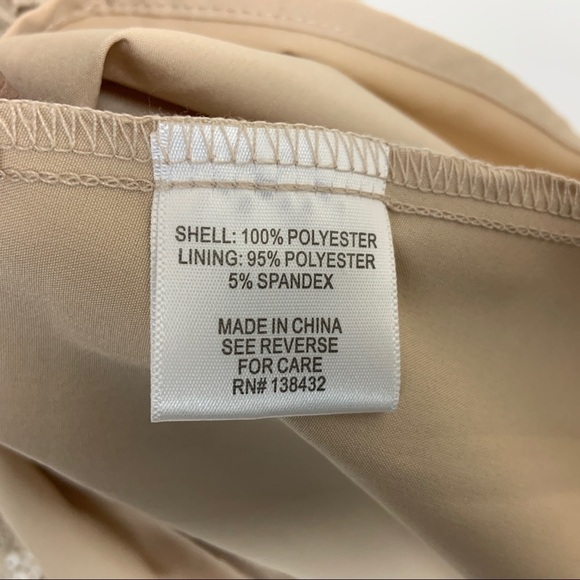 SHELL: 100% POLYESTER
LINING: 95% POLYESTER
5% SPANDEX
MADE IN CHINA
SEE REVERSE
FOR CARE
RN# 138432